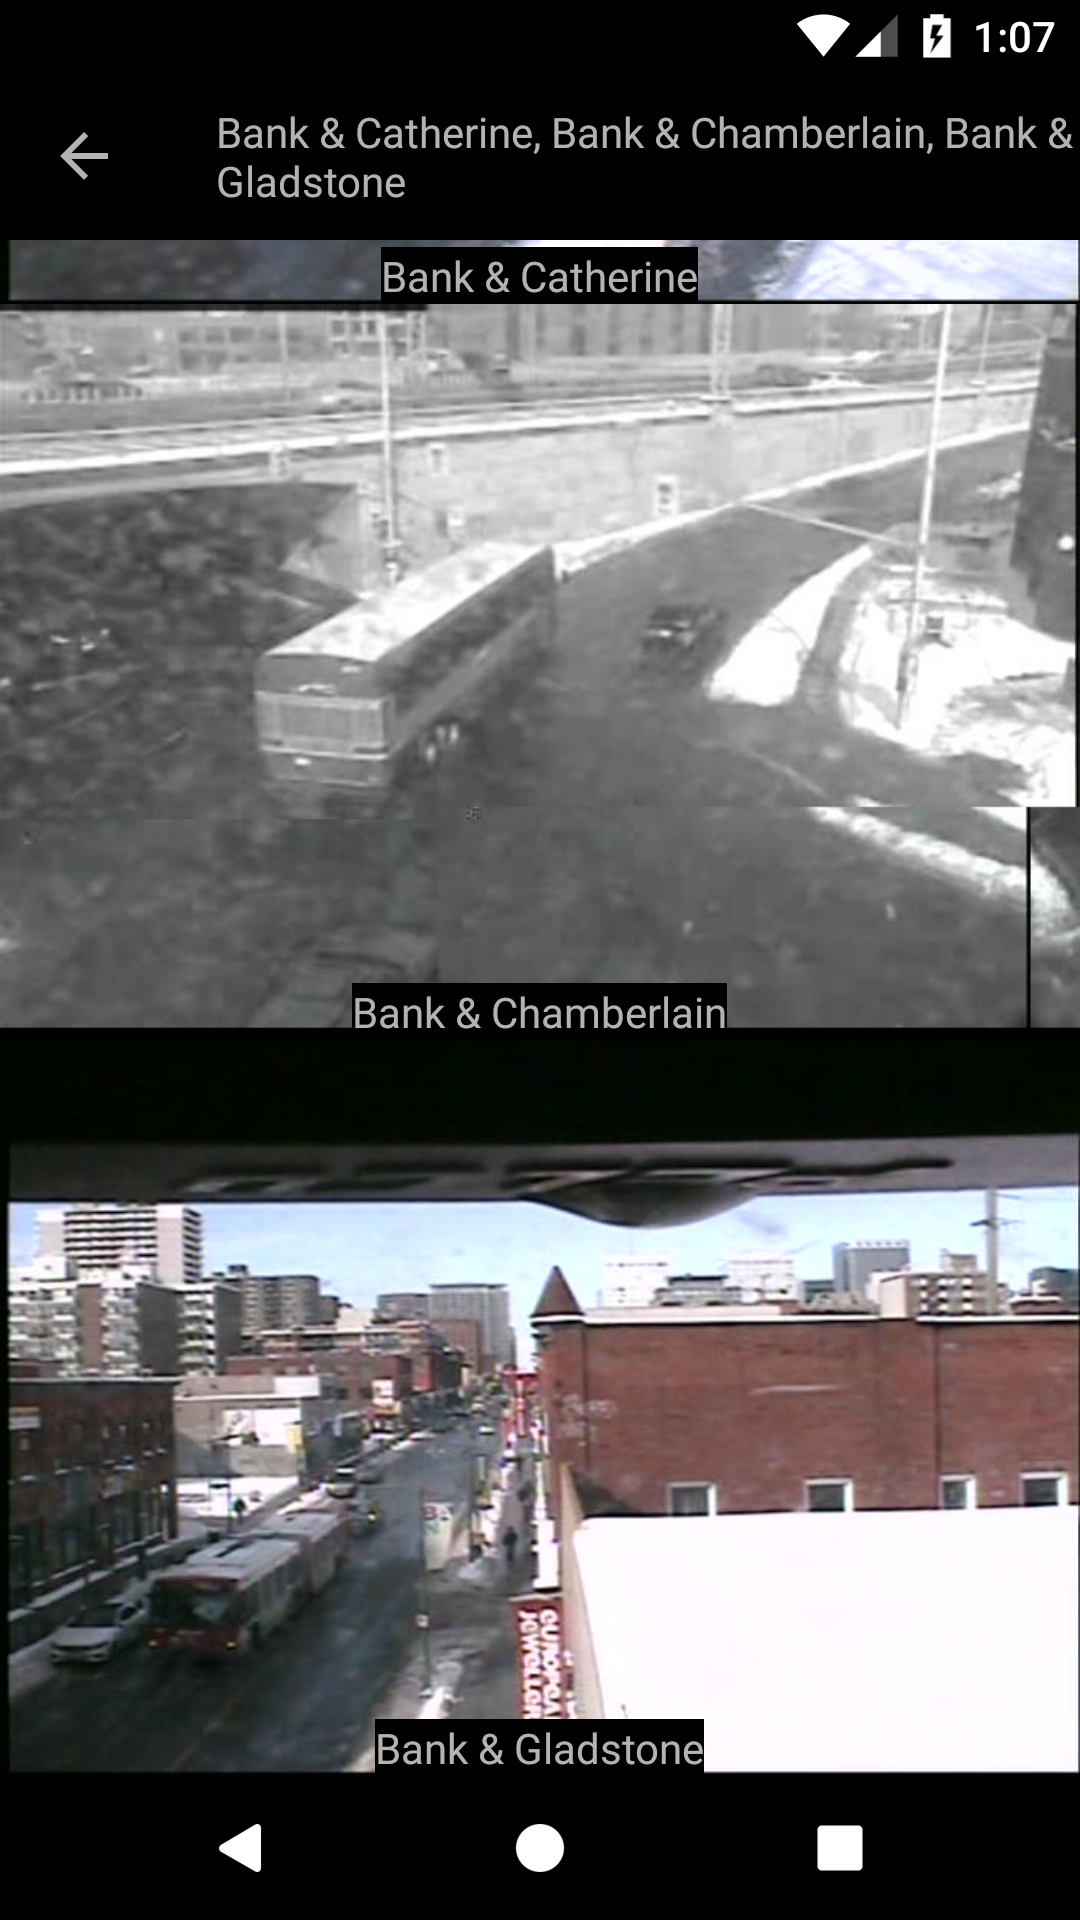 1:07
Bank & Catherine, Bank & Chamberlain, Bank &
Gladstone
Bank & Catherine
Bank & Chamberlain
Bank & Gladstone